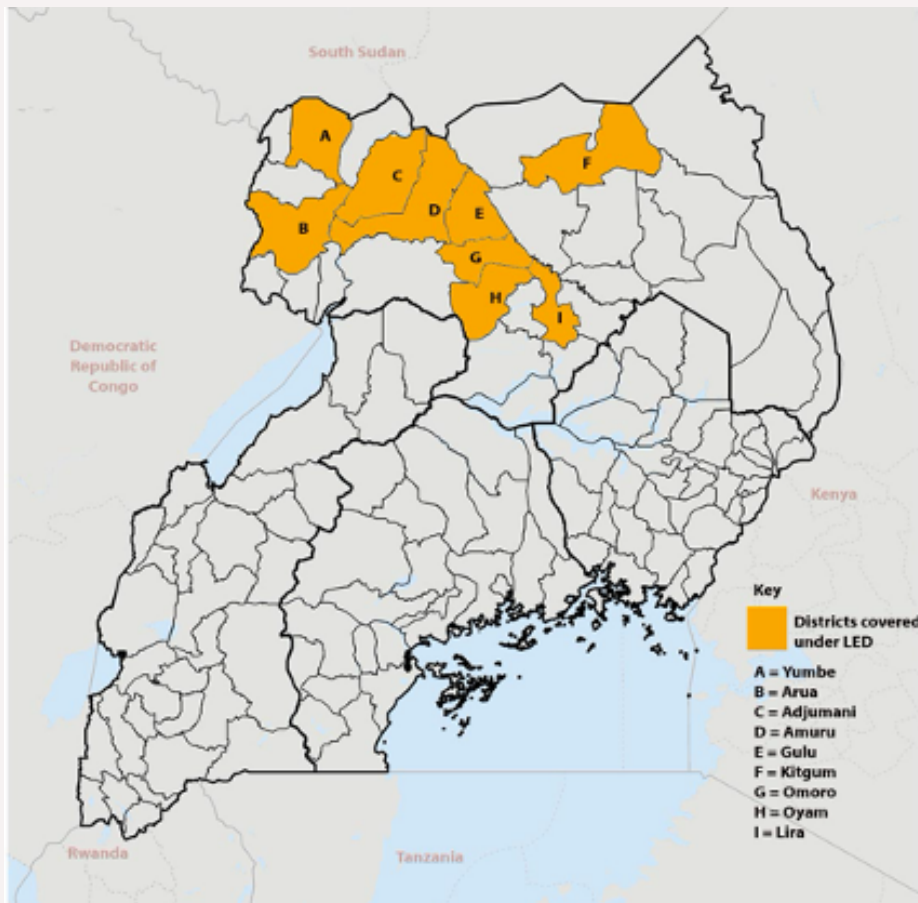 South Sudan
A
C
F
B
D
E
G
H
I
Democratic
Republic of
Congo
Kenya
Key
Districts covered
under LED
A = Yumbe
B = Arua
C = Adjumani
D = Amuru
E = Gulu
F = Kitgum
G = Omoro
H = Oyam
I = Lira
Rwanda
Tanzania